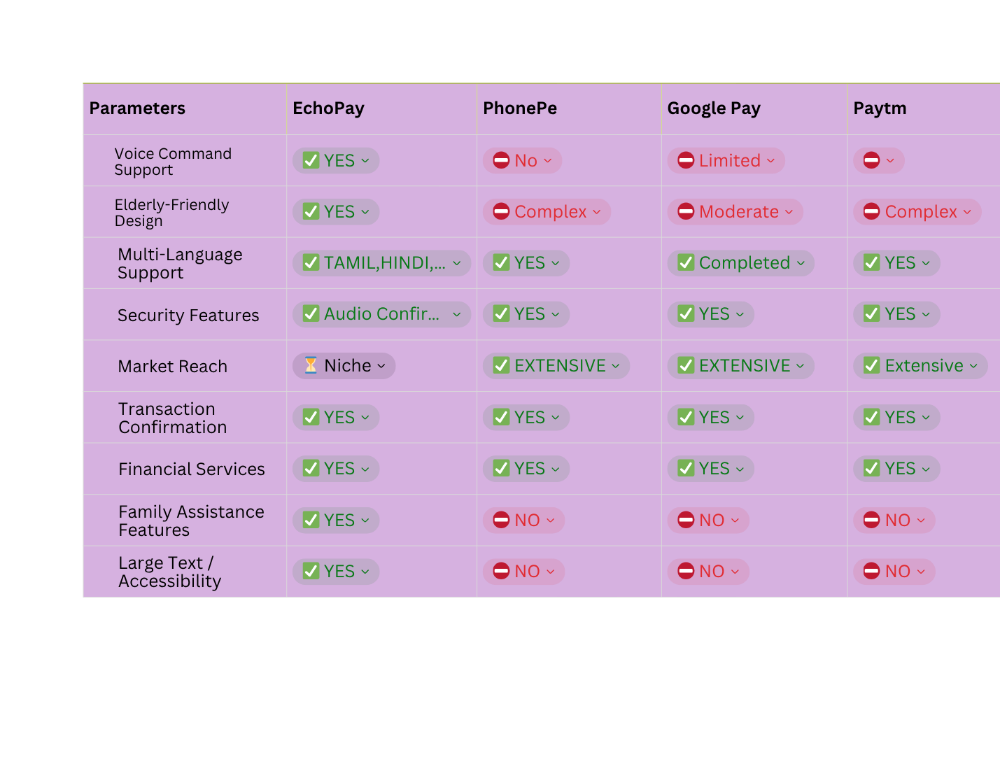 Parameters EchoPay PhonePe Google Pay Paytm
Voice Command
Support
YES No Limited
Elderly-Friendly
Design
YES Complex Moderate Complex
Multi-Language
Support
TAMIL,HINDI,... YES Completed YES
Security Features Audio Confir... YES YES YES
Market Reach Niche EXTENSIVE EXTENSIVE Extensive
Transaction
Confirmation
YES YES YES YES
Financial Services YES YES YES YES
Family Assistance
Features
YES NO NO NO
Large Text /
Accessibility
YES NO NO NO